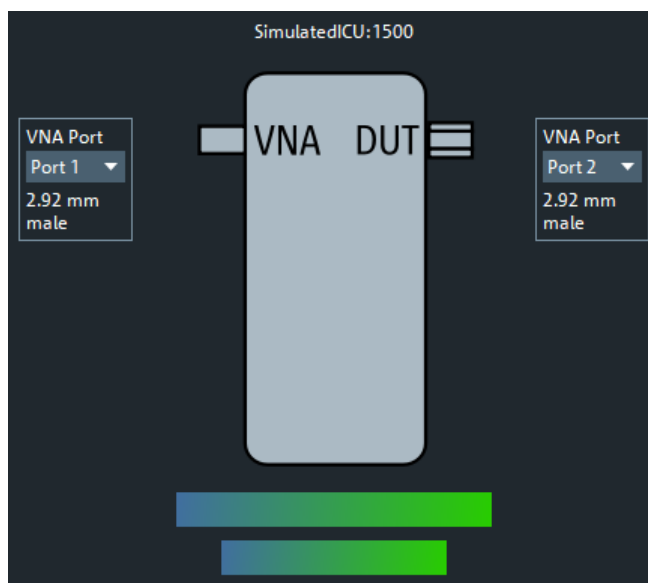 SimulatedICU:1500
VNA Port
Port 1
2.92 mm
male
VNA DUT
VNA Port
Port 2
2.92 mm
male